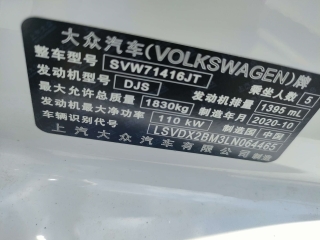 大众汽车(VOLKSWAGEN)牌
整车型号 SVW71416JT 乘坐人数 5
发动机型号 DJS 发动机排量 1395 mL
最大允许总质量 1830kg 制造年月 2020-10
发动机最大净功率 110 kW 制造国 中国
车辆识别代号 LSVDX2BM3LN064465
上汽大众汽车有限公司制造